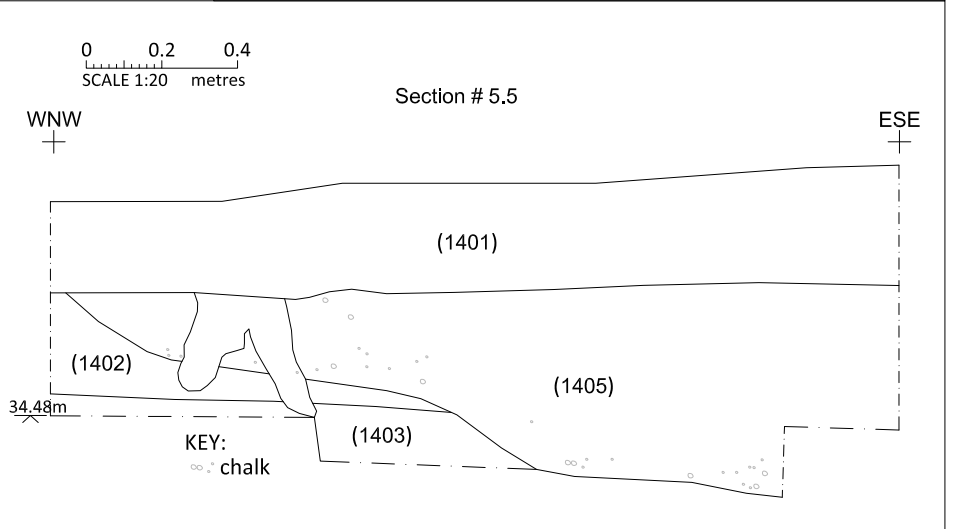 0 0.2 0.4
SCALE 1:20 metres
Section # 5.5
WNW ESE
(1401)
(1402)
(1405)
34.48m
(1403)
KEY:
chalk